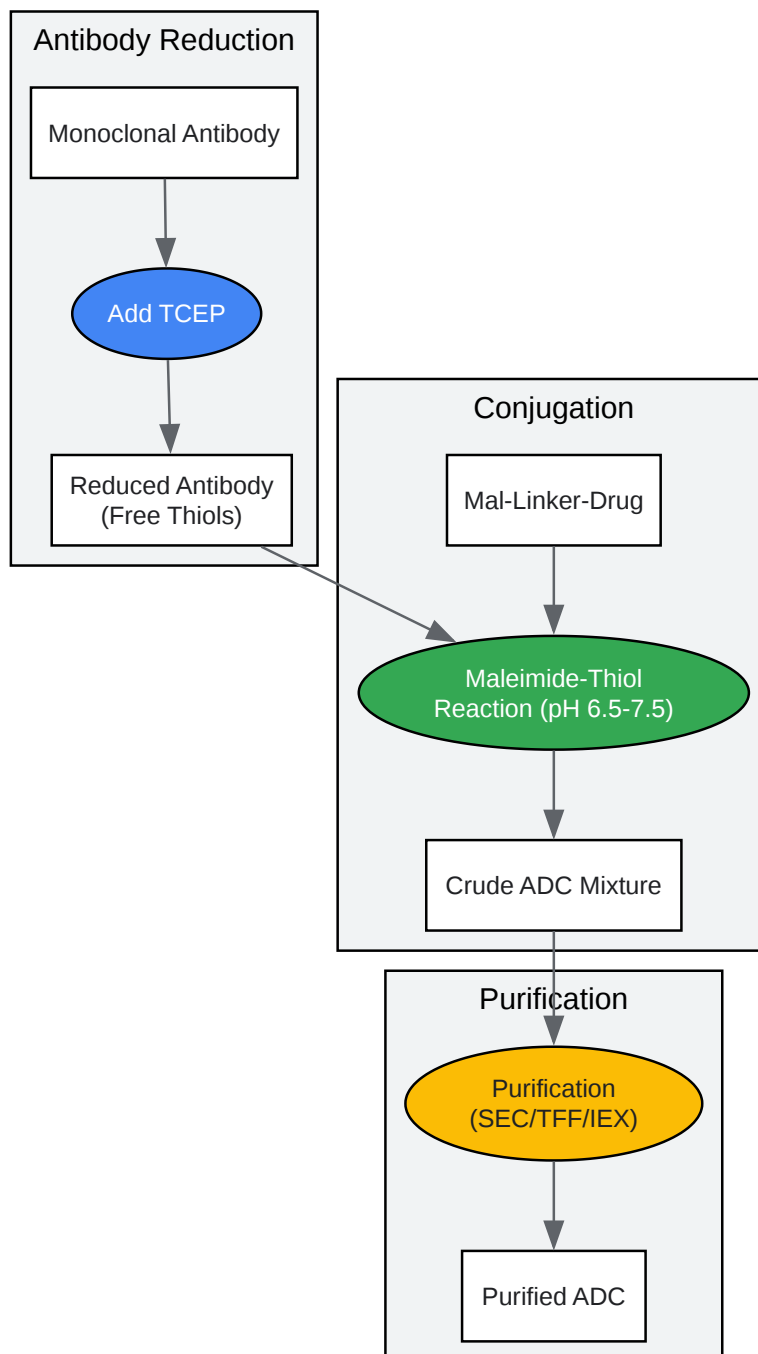 Antibody Reduction
Monoclonal Antibody
Add TCEP
Reduced Antibody
(Free Thiols)
Conjugation
Mal-Linker-Drug
Maleimide-Thiol
Reaction (pH 6.5-7.5)
Crude ADC Mixture
Purification
Purification
(SEC/TFF/IEX)
Purified ADC